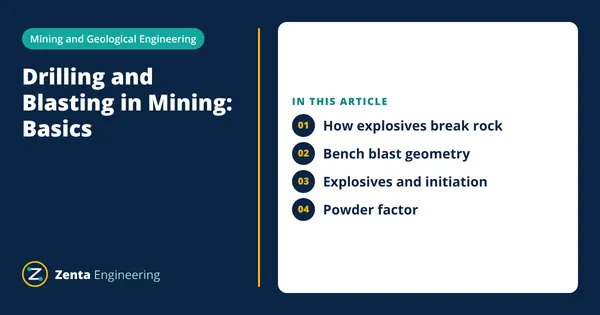 Mining and Geological Engineering
Drilling and
Blasting in Mining:
Basics
Zenta Engineering
IN THIS ARTICLE
01 How explosives break rock
02 Bench blast geometry
03 Explosives and initiation
04 Powder factor